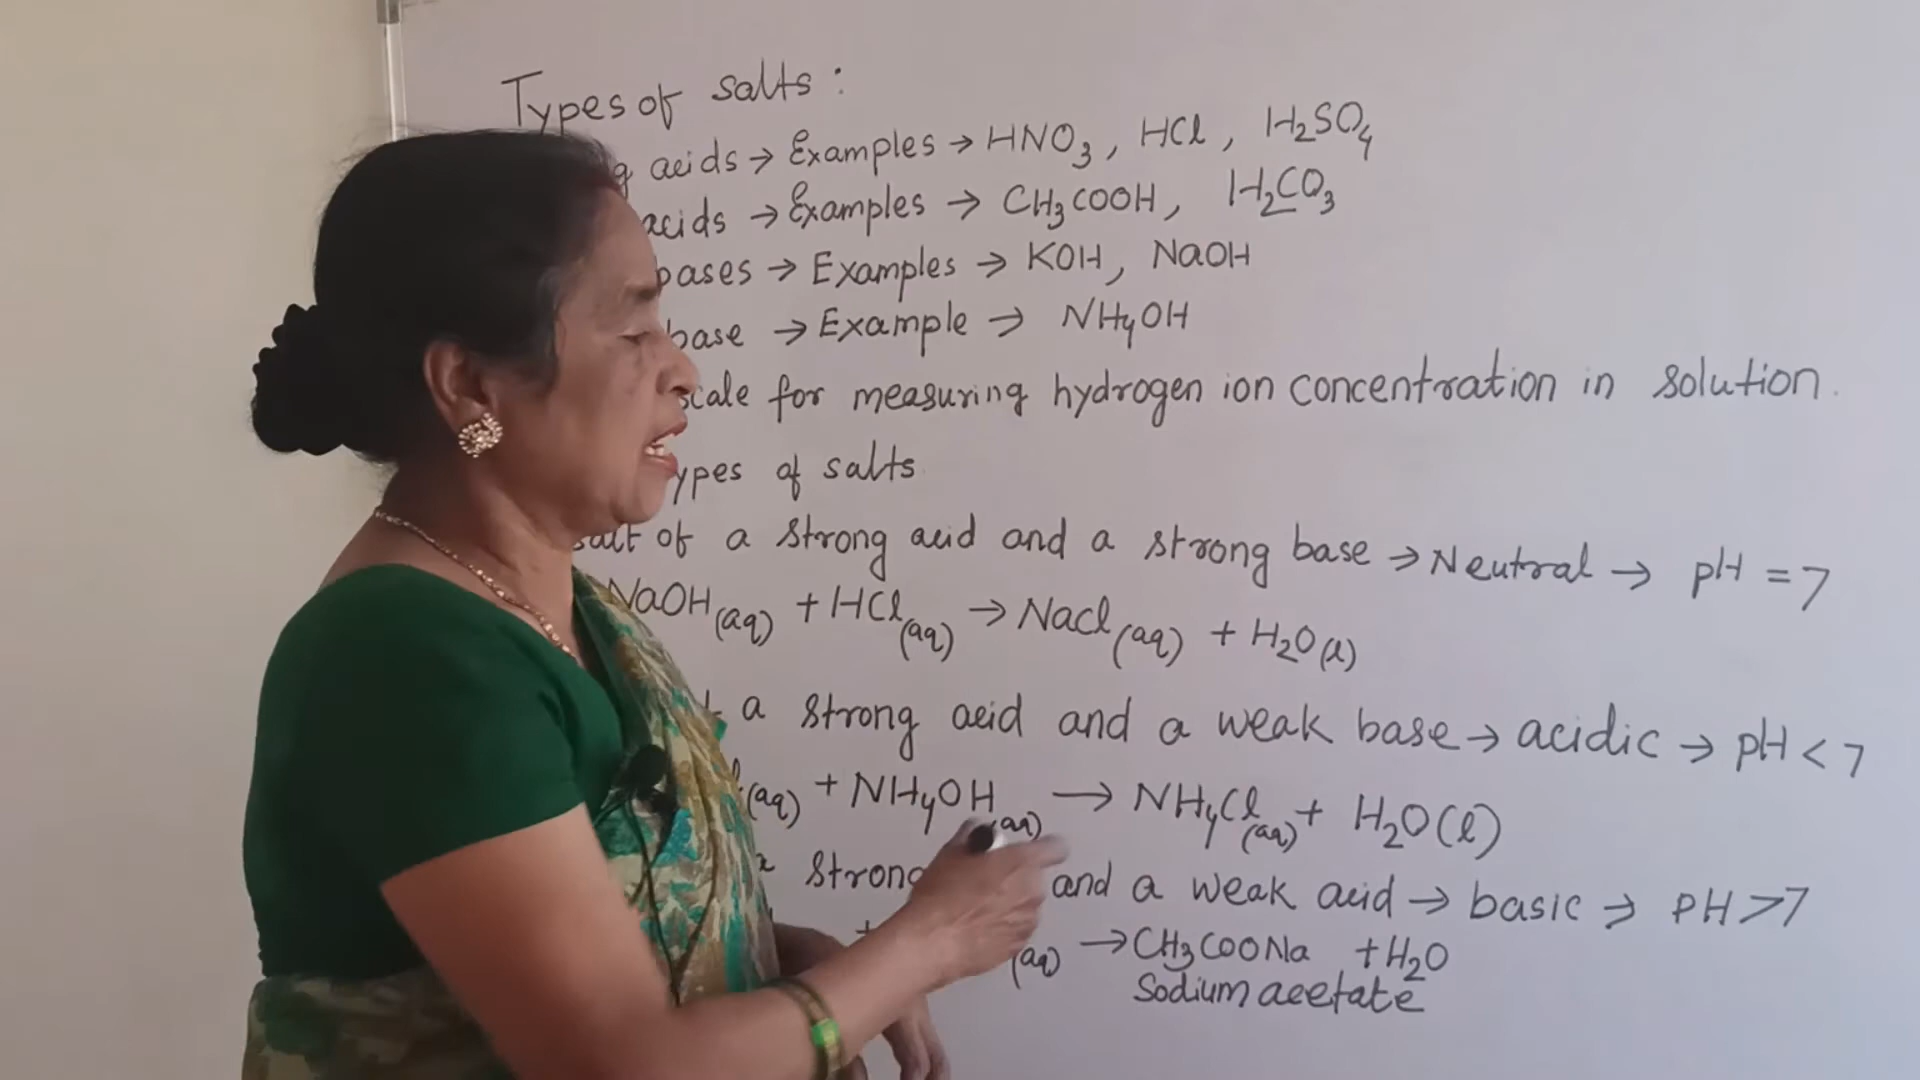 Types of salts :
acids → Examples → HNO3, HCl, H2SO4
acids → Examples → CH3COOH, H2CO3
bases → Examples → KOH, NaOH
base → Example → NH4OH
scale for measuring hydrogen ion concentration in solution.
ypes of salts
salt of a strong acid and a strong base → Neutral → pH = 7
NaOH(aq) + HCl(aq) → Nacl(aq) + H2O(l)
a strong acid and a weak base → acidic → pH < 7
(aq) + NH4OH(aq) → NH4Cl(aq) + H2O(l)
strong and a weak acid → basic → PH > 7
+ (aq) → CH3COONa + H2O
Sodium acetate